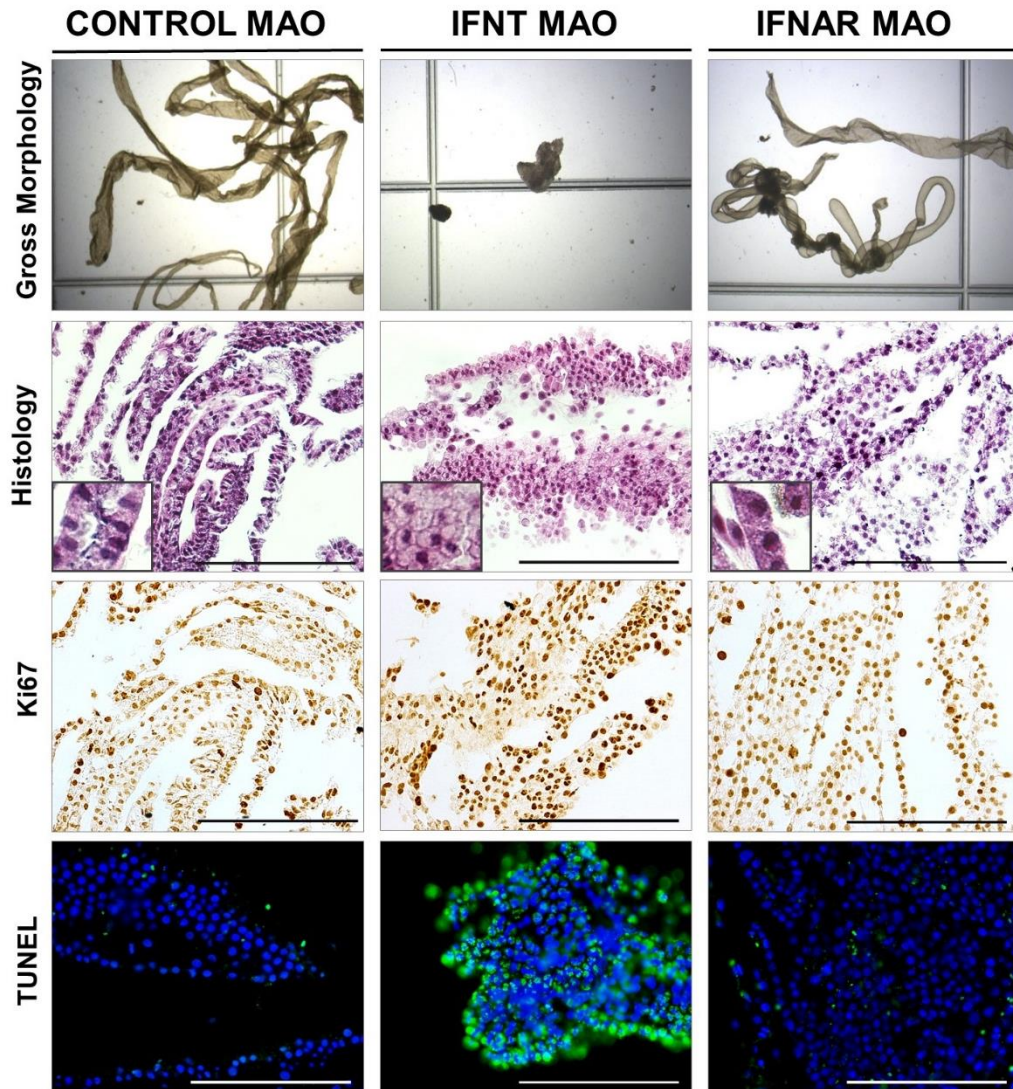 CONTROL MAO
IFNT MAO
IFNAR MAO
Gross Morphology
Histology
Ki67
TUNEL